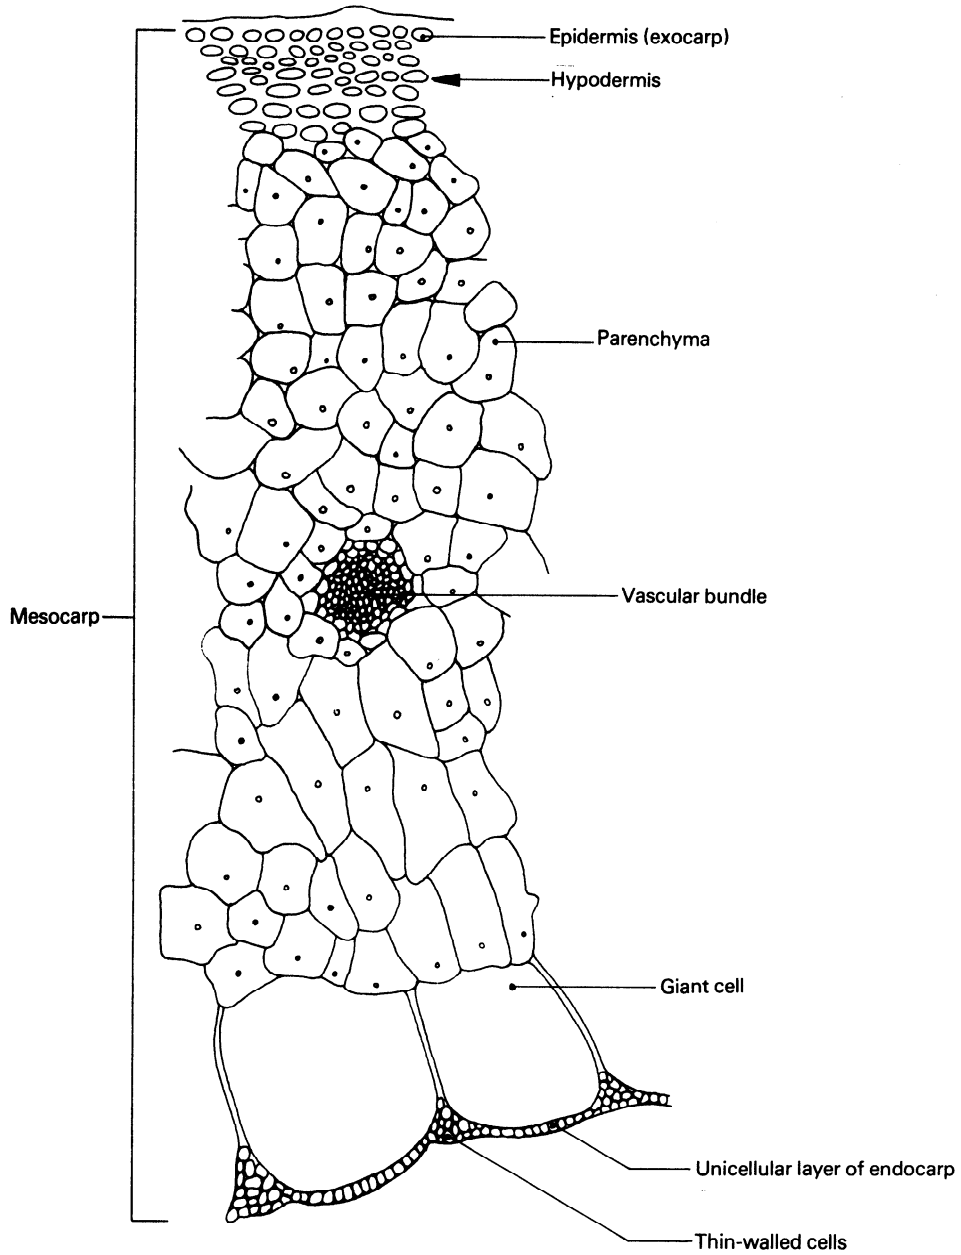 Epidermis (exocarp)
Hypodermis
Parenchyma
Vascular bundle
Mesocarp
Giant cell
Unicellular layer of endocarp
Thin-walled cells